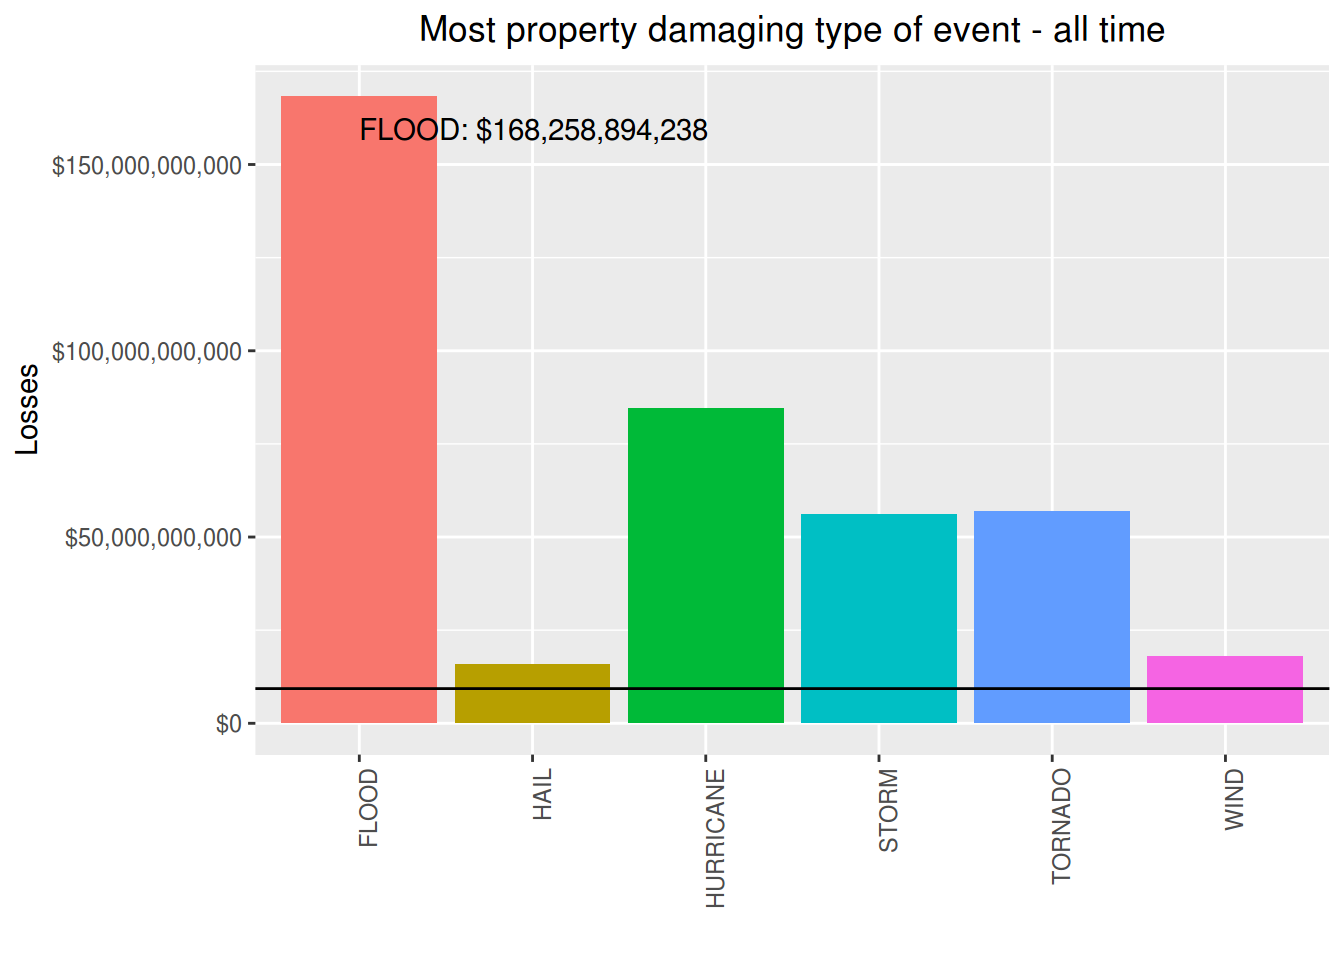 Most property damaging type of event - all time
FLOOD: $168,258,894,238
$150,000,000,000
$100,000,000,000
$50,000,000,000
$0
Losses
FLOOD
HAIL
HURRICANE
STORM
TORNADO
WIND